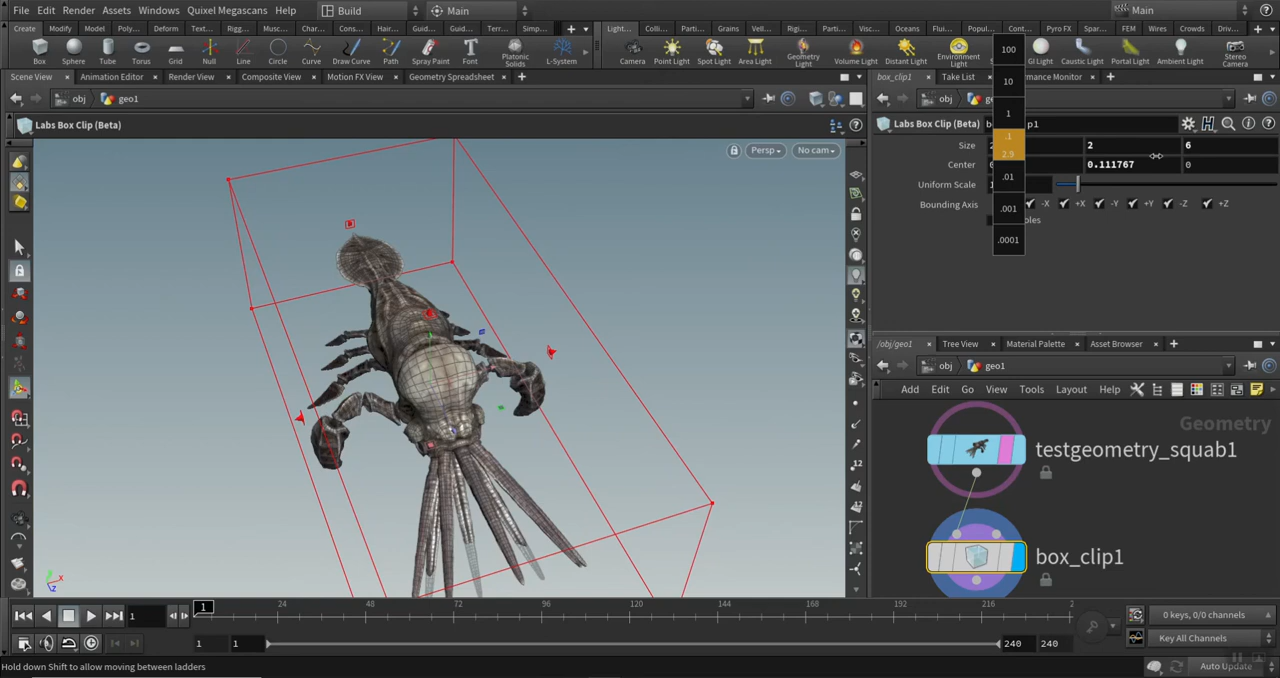 File Edit Render Assets Windows Quixel Megascans Help Build Main Main
Create Modify Model Poly... Deform Text... Rigg... Musc... Char... Cons... Hair... Guid... Guid... Terr... Simp... Light... Colli... Parti... Grains Vell... Rigi... Parti... Visc... Oceans Flui... Popul... Con... Pyro FX FEM Wires Crowds Driv...
Box Sphere Tube Torus Grid Null Line Circle Curve Draw Curve Path Spray Paint Font Platonic Solids L-System Camera Point Light Spot Light Area Light Geometry Light Volume Light Distant Light Environment Light GI Light Caustic Light Portal Light Ambient Light Stereo Camera
Scene View Animation Editor Render View Composite View Motion FX View Geometry Spreadsheet
box_clip1 Take List mance Monitor
obj geo1
obj
Labs Box Clip (Beta)
Labs Box Clip (Beta)
Persp No cam
100
10
1
.1
2.9
.01
.001
.0001
Size 2 6
Center 0.111767 0
Uniform Scale
Bounding Axis -X +X -Y +Y -Z +Z
/obj/geo1 Tree View Material Palette Asset Browser
obj geo1
Add Edit Go View Tools Layout Help
Geometry
testgeometry_squab1
box_clip1
1 1 24 48 72 96 120 144 168 192 216 2
0 keys, 0/0 channels
1 1 240 240 Key All Channels
Hold down Shift to allow moving between ladders
Auto Update